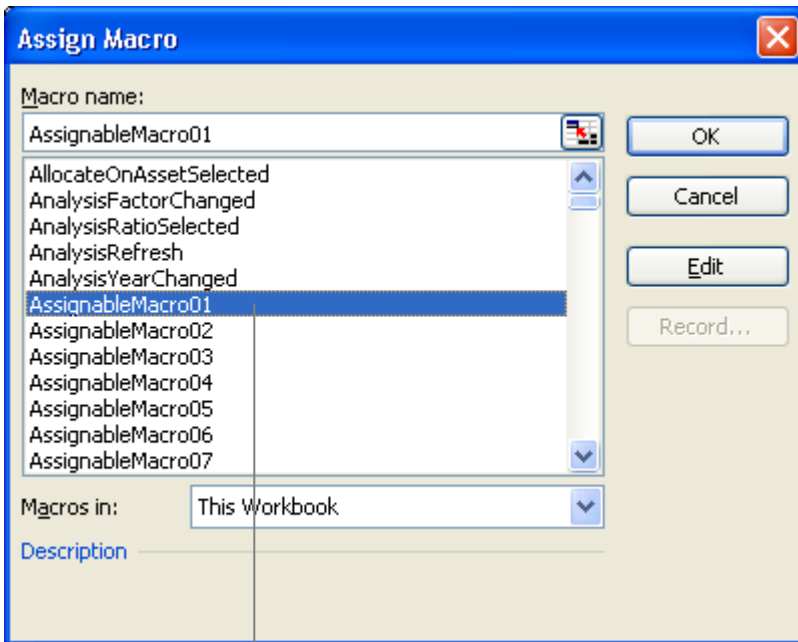 Assign Macro
Macro name:
AssignableMacro01
OK
AllocateOnAssetSelected
AnalysisFactorChanged
AnalysisRatioSelected
AnalysisRefresh
AnalysisYearChanged
AssignableMacro01
AssignableMacro02
AssignableMacro03
AssignableMacro04
AssignableMacro05
AssignableMacro06
AssignableMacro07
Cancel
Edit
Record...
Macros in: This Workbook
Description